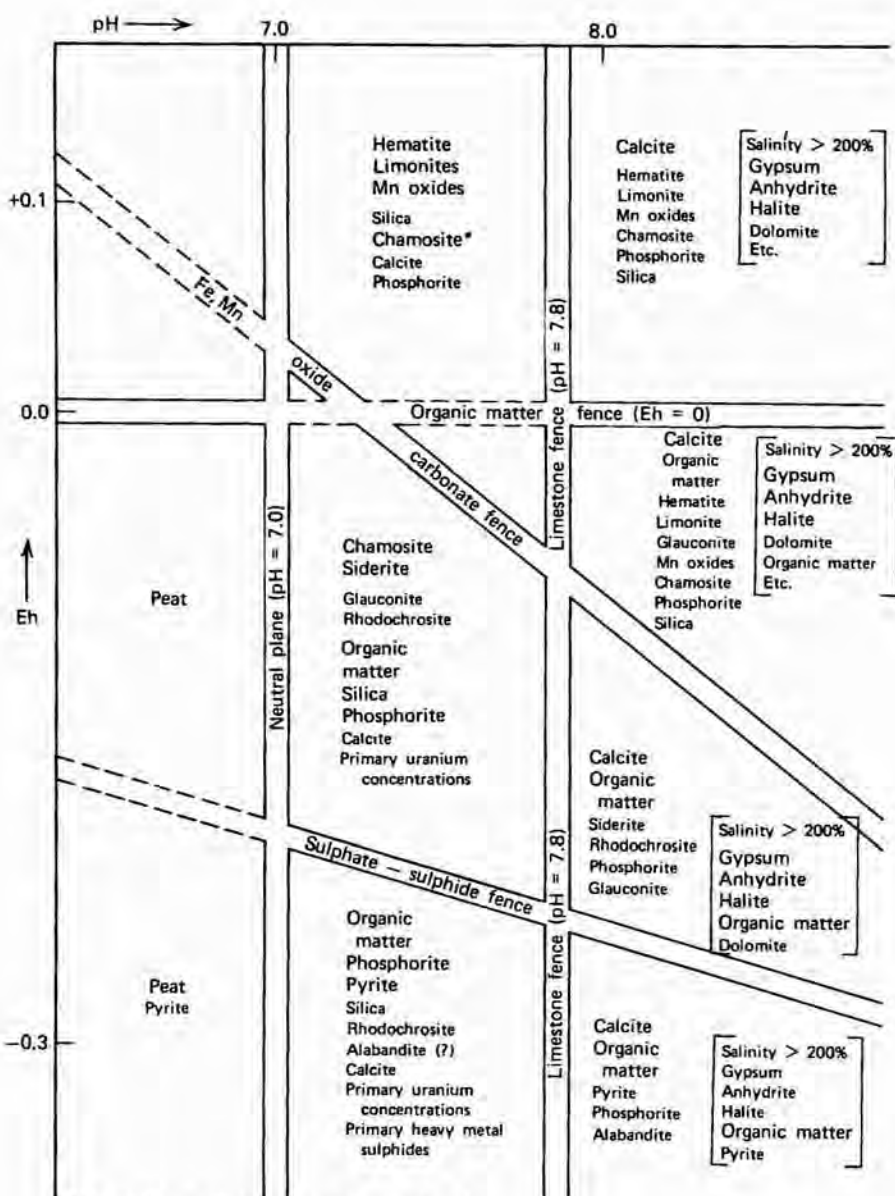 pH
7.0
8.0
+0.1
0.0
Eh
−0.3
Fe, Mn
oxide
carbonate fence
Organic matter fence (Eh = 0)
Neutral plane (pH = 7.0)
Limestone fence (pH = 7.8)
Limestone fence (pH = 7.8)
Sulphate — sulphide fence
Hematite
Limonites
Mn oxides
Silica
Chamosite*
Calcite
Phosphorite
Calcite
Hematite
Limonite
Mn oxides
Chamosite
Phosphorite
Silica
Salinity > 200%
Gypsum
Anhydrite
Halite
Dolomite
Etc.
Calcite
Organic
matter
Hematite
Limonite
Glauconite
Mn oxides
Chamosite
Phosphorite
Silica
Salinity > 200%
Gypsum
Anhydrite
Halite
Dolomite
Organic matter
Etc.
Peat
Chamosite
Siderite
Glauconite
Rhodochrosite
Organic
matter
Silica
Phosphorite
Calcite
Primary uranium
concentrations
Calcite
Organic
matter
Siderite
Rhodochrosite
Phosphorite
Glauconite
Salinity > 200%
Gypsum
Anhydrite
Halite
Organic matter
Dolomite
Peat
Pyrite
Organic
matter
Phosphorite
Pyrite
Silica
Rhodochrosite
Alabandite (?)
Calcite
Primary uranium
concentrations
Primary heavy metal
sulphides
Calcite
Organic
matter
Pyrite
Phosphorite
Alabandite
Salinity > 200%
Gypsum
Anhydrite
Halite
Organic matter
Pyrite